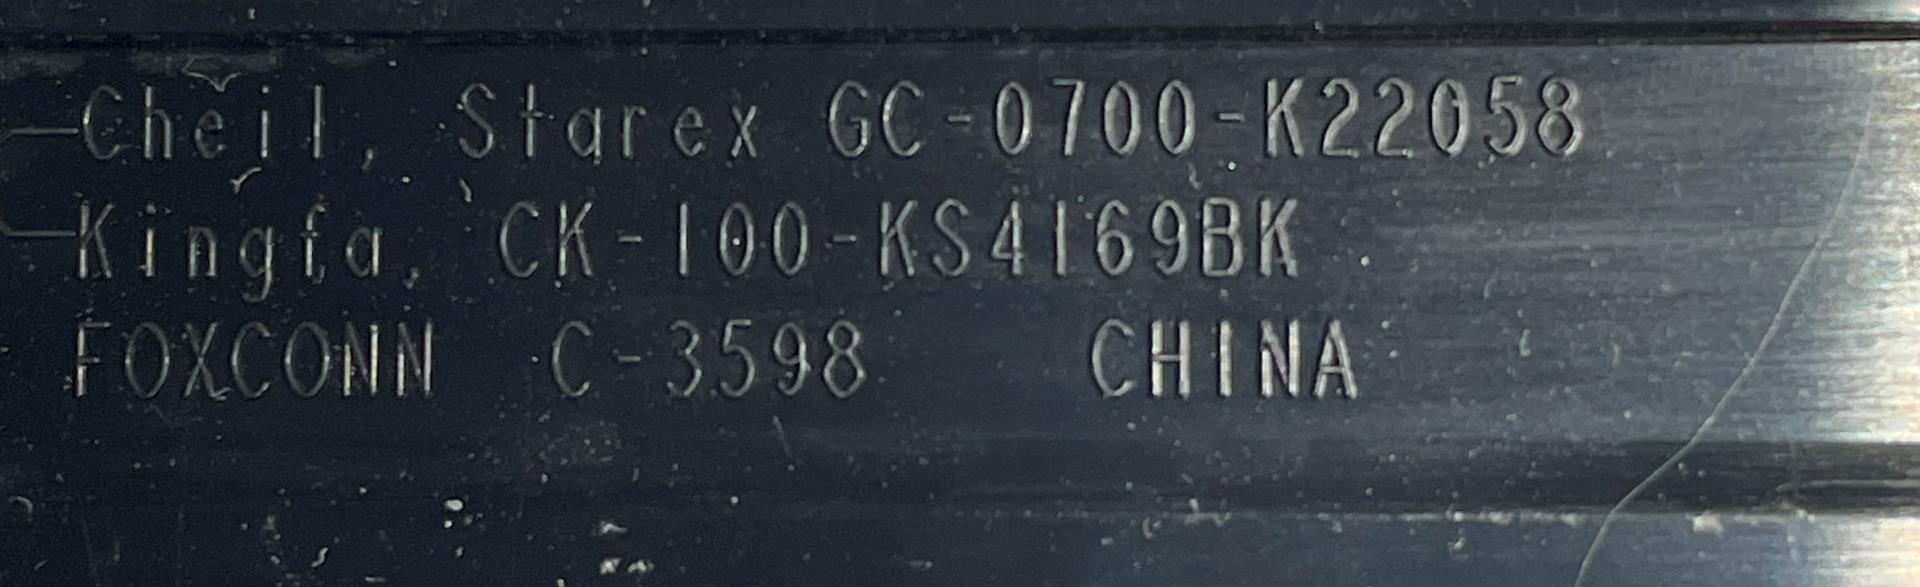 Cheil, Starex GC-0700-K22058
Kingfa, CK-100-KS4169BK
FOXCONN C-3598 CHINA